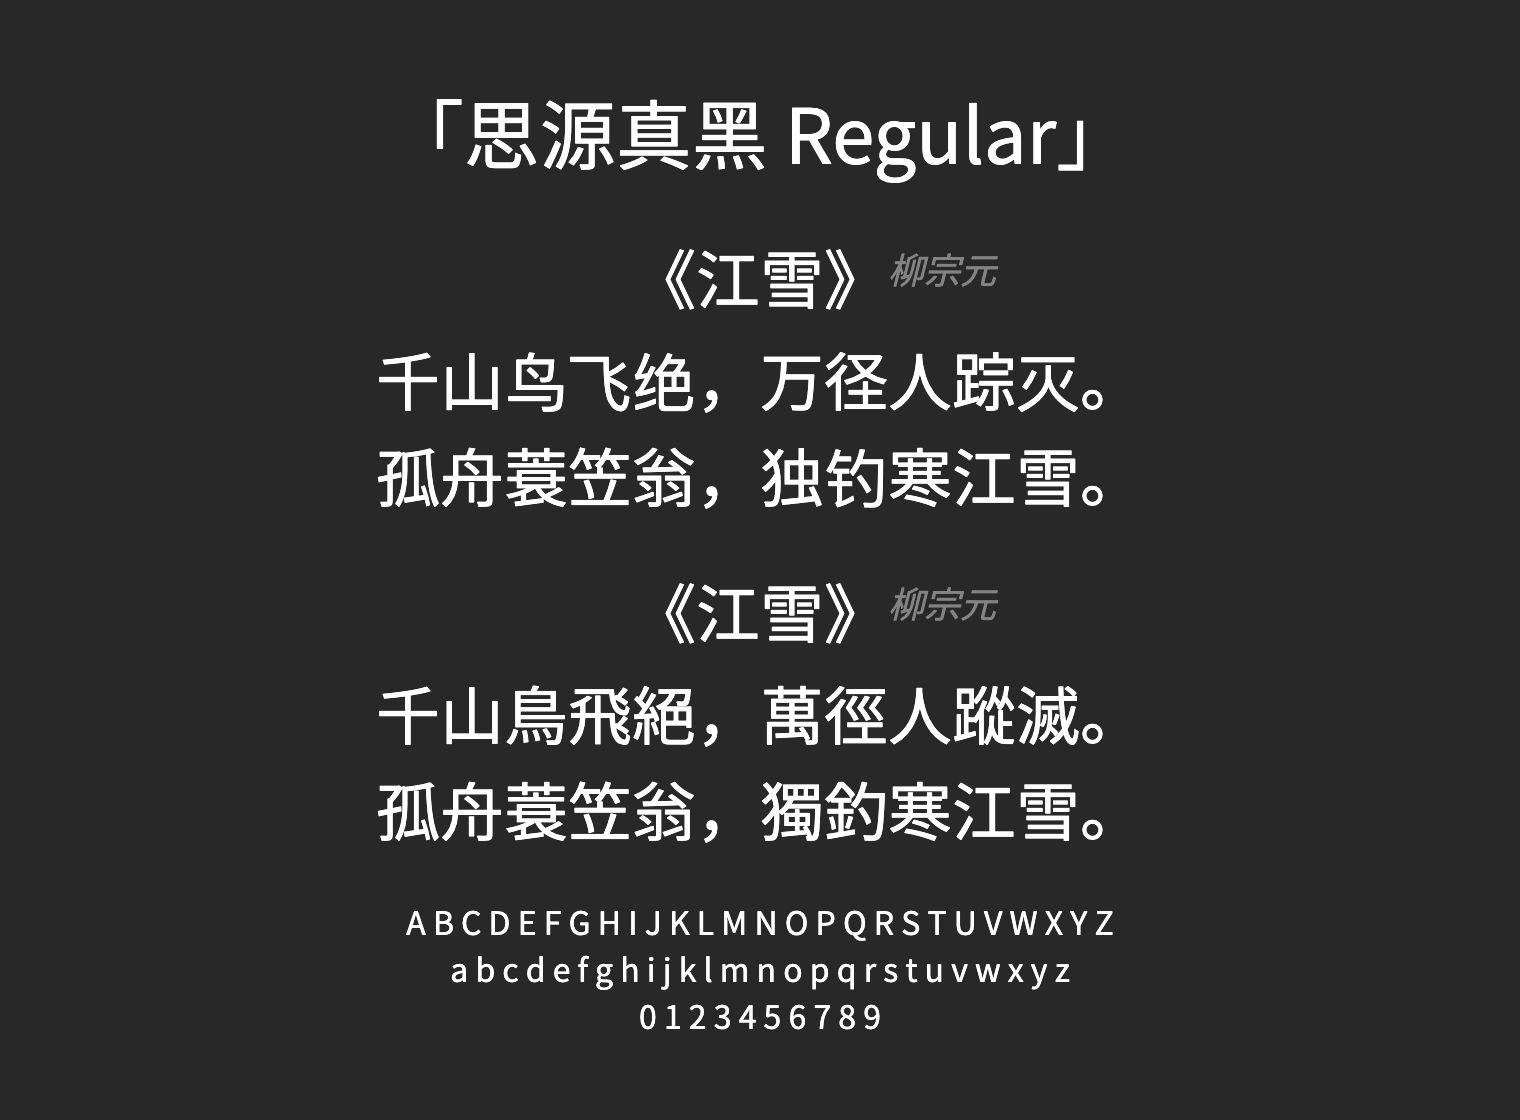 「思源真黑 Regular」
《江雪》 柳宗元
千山鸟飞绝，万径人踪灭。
孤舟蓑笠翁，独钓寒江雪。
《江雪》 柳宗元
千山鳥飛絕，萬徑人蹤滅。
孤舟蓑笠翁，獨釣寒江雪。
A B C D E F G H I J K L M N O P Q R S T U V W X Y Z
a b c d e f g h i j k l m n o p q r s t u v w x y z
0 1 2 3 4 5 6 7 8 9